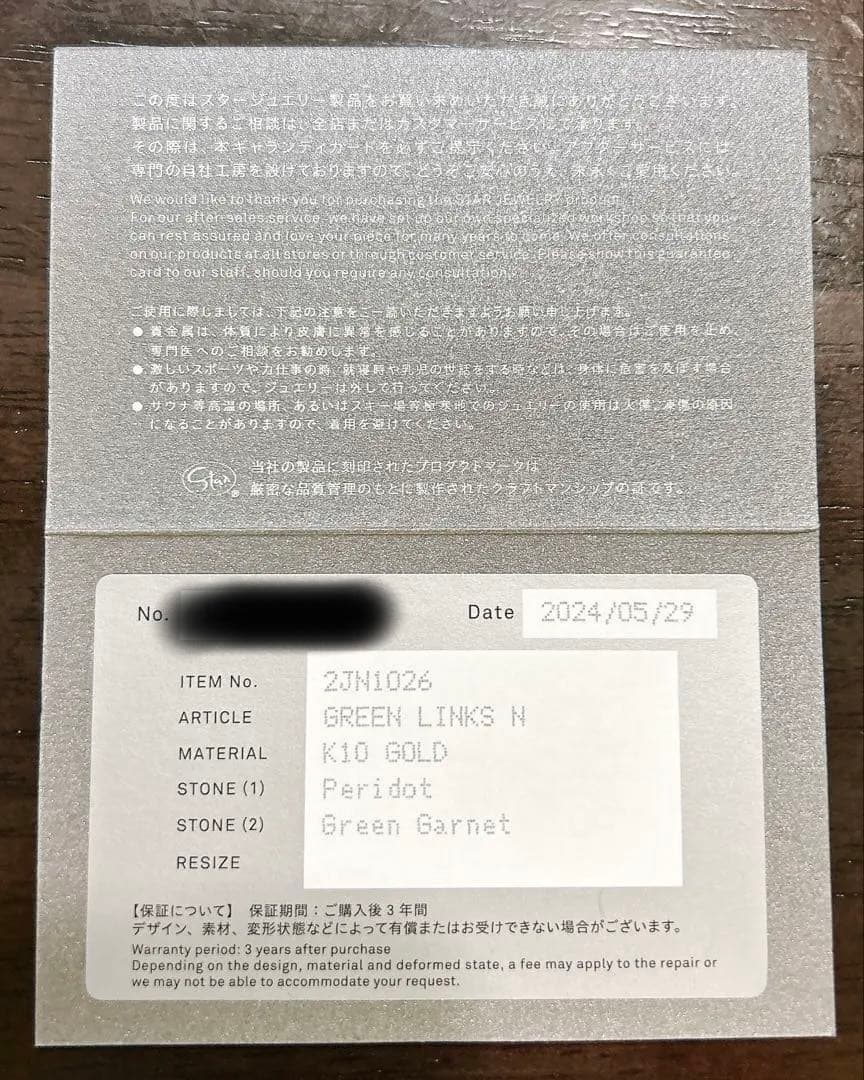 この度はスタージュエリー製品をお買い求めいただき誠にありがとうございます。
製品に関するご相談は、全店またはカスタマーサービスにて承ります。
その際は、本ギャランティカードを必ずご提示ください。アフターサービスには
専門の自社工房を設けておりますので、どうぞご安心のうえ、末永くご愛用ください。
We would like to thank you for purchasing the STAR JEWELRY product.
For our after-sales service, we have set up our own specialized workshop so that you
can rest assured and love your piece for many years to come. We offer consultations
on our products at all stores or through customer service. Please show this guarantee
card to our staff, should you require any consultation.
ご使用に際しましては、下記の注意をご一読いただきますようお願い申し上げます。
● 貴金属は、体質により皮膚に異常を感じることがありますので、その場合はご使用を止め、
専門医へのご相談をお勧めします。
● 激しいスポーツや力仕事の時、就寝時や乳児の世話をする時などは、身体に危害を及ぼす場合
がありますので、ジュエリーは外して行ってください。
● サウナ等高温の場所、あるいはスキー場等極寒地でのジュエリーの使用は火傷、凍傷の原因
になることがありますので、着用を避けてください。
Star® 当社の製品に刻印されたプロダクトマークは
厳密な品質管理のもとに製作されたクラフトマンシップの証です。
No. Date 2024/05/29
ITEM No. 2JN1026
ARTICLE GREEN LINKS N
MATERIAL K10 GOLD
STONE (1) Peridot
STONE (2) Green Garnet
RESIZE
【保証について】 保証期間：ご購入後3年間
デザイン、素材、変形状態などによって有償またはお受けできない場合がございます。
Warranty period: 3 years after purchase
Depending on the design, material and deformed state, a fee may apply to the repair or
we may not be able to accommodate your request.